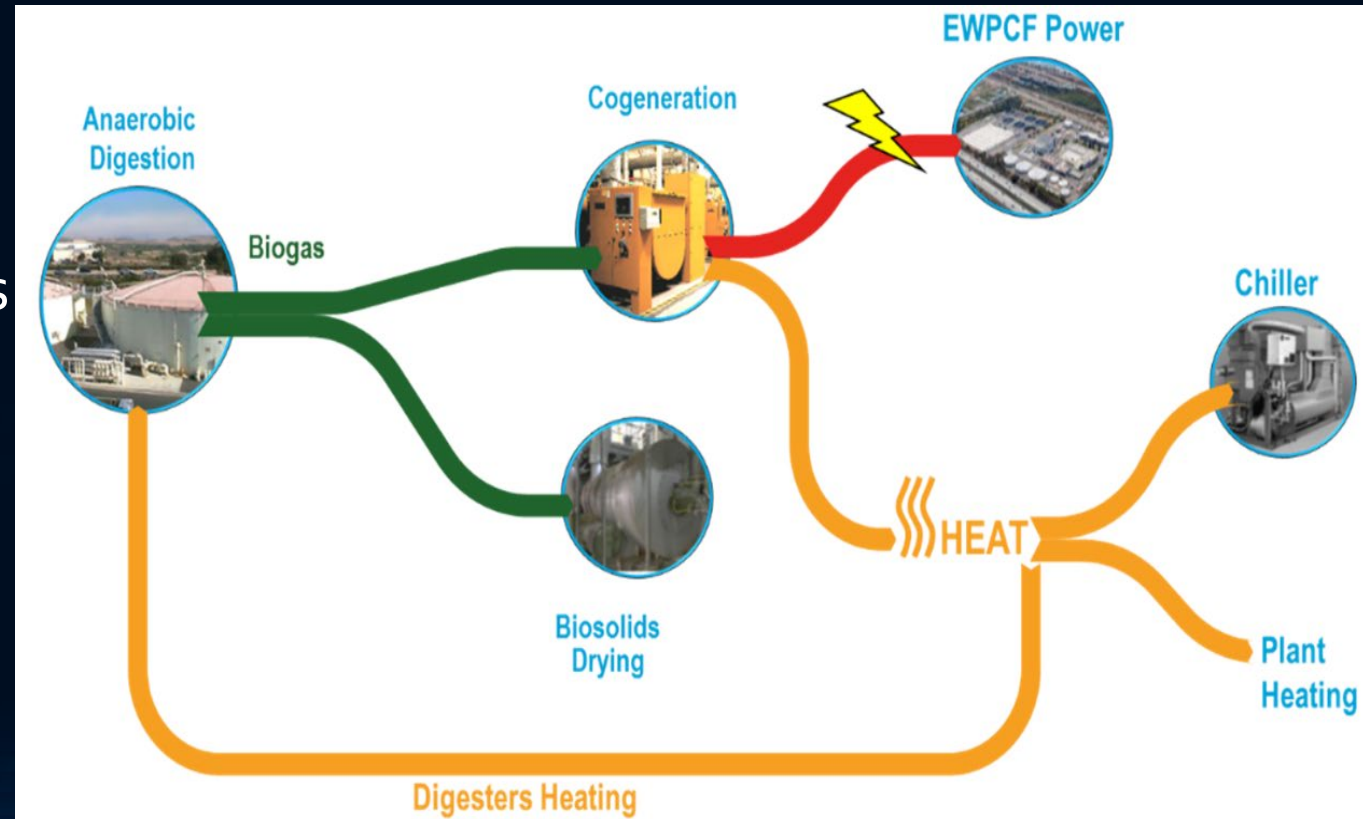 EWPCF Power
Cogeneration
Anaerobic
Digestion
Biogas
Chiller
HEAT
Biosolids
Drying
Plant
Heating
Digesters Heating
s